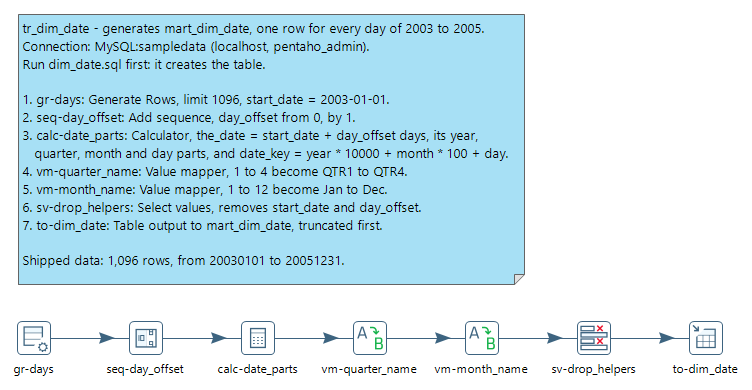 tr_dim_date - generates mart_dim_date, one row for every day of 2003 to 2005.
Connection: MySQL:sampledata (localhost, pentaho_admin).
Run dim_date.sql first: it creates the table.
1. gr-days: Generate Rows, limit 1096, start_date = 2003-01-01.
2. seq-day_offset: Add sequence, day_offset from 0, by 1.
3. calc-date_parts: Calculator, the_date = start_date + day_offset days, its year,
quarter, month and day parts, and date_key = year * 10000 + month * 100 + day.
4. vm-quarter_name: Value mapper, 1 to 4 become QTR1 to QTR4.
5. vm-month_name: Value mapper, 1 to 12 become Jan to Dec.
6. sv-drop_helpers: Select values, removes start_date and day_offset.
7. to-dim_date: Table output to mart_dim_date, truncated first.
Shipped data: 1,096 rows, from 20030101 to 20051231.
gr-days seq-day_offset calc-date_parts vm-quarter_name vm-month_name sv-drop_helpers to-dim_date